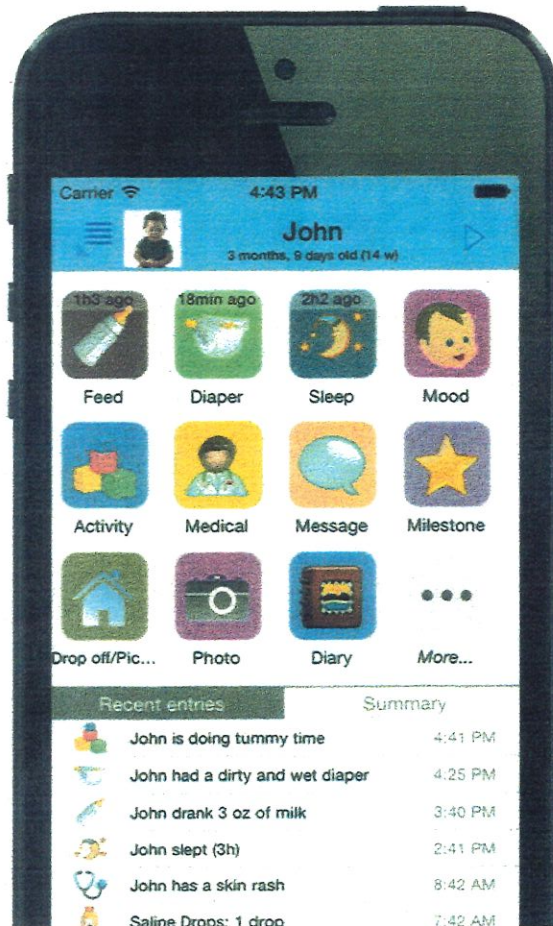 Carrier 4:43 PM
John
3 months, 9 days old (14 w)
1h3 ago 18min ago 2h2 ago
Feed Diaper Sleep Mood
Activity Medical Message Milestone
Drop off/Pic... Photo Diary More...
Recent entries Summary
John is doing tummy time 4:41 PM
John had a dirty and wet diaper 4:25 PM
John drank 3 oz of milk 3:40 PM
John slept (3h) 2:41 PM
John has a skin rash 8:42 AM
Saline Drops: 1 drop 7:42 AM